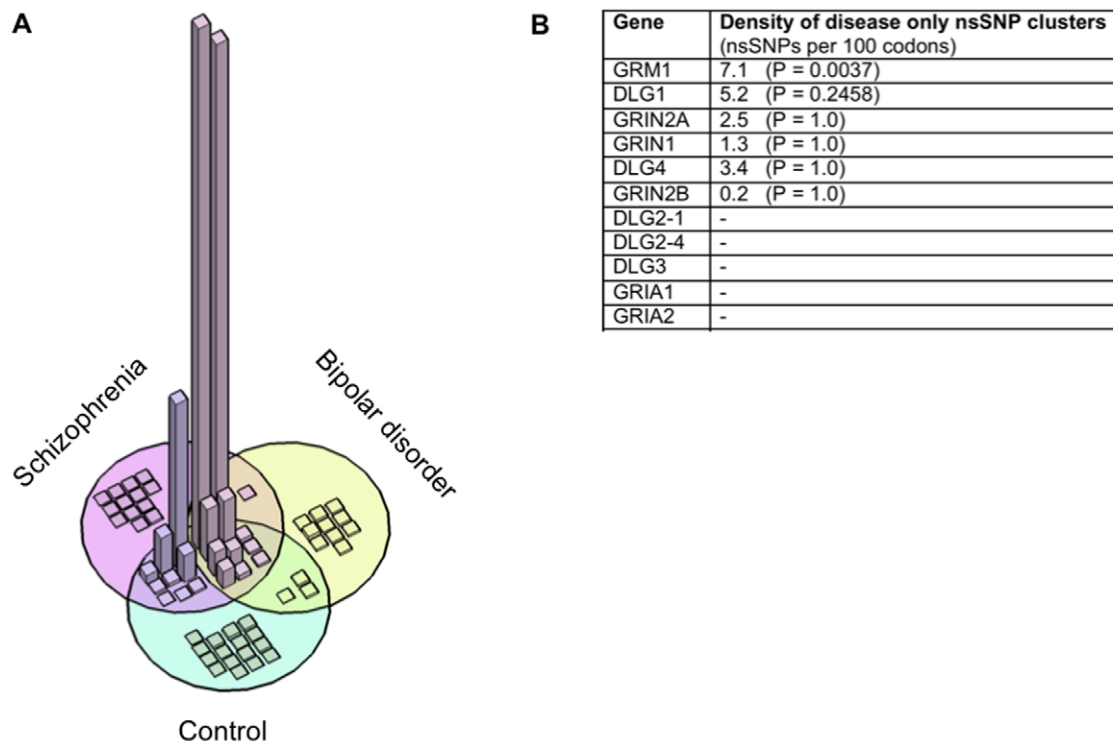 A
B
Gene Density of disease only nsSNP clusters
(nsSNPs per 100 codons)
GRM1 7.1 (P = 0.0037)
DLG1 5.2 (P = 0.2458)
GRIN2A 2.5 (P = 1.0)
GRIN1 1.3 (P = 1.0)
DLG4 3.4 (P = 1.0)
GRIN2B 0.2 (P = 1.0)
DLG2-1 -
DLG2-4 -
DLG3 -
GRIA1 -
GRIA2 -
Schizophrenia
Bipolar disorder
Control